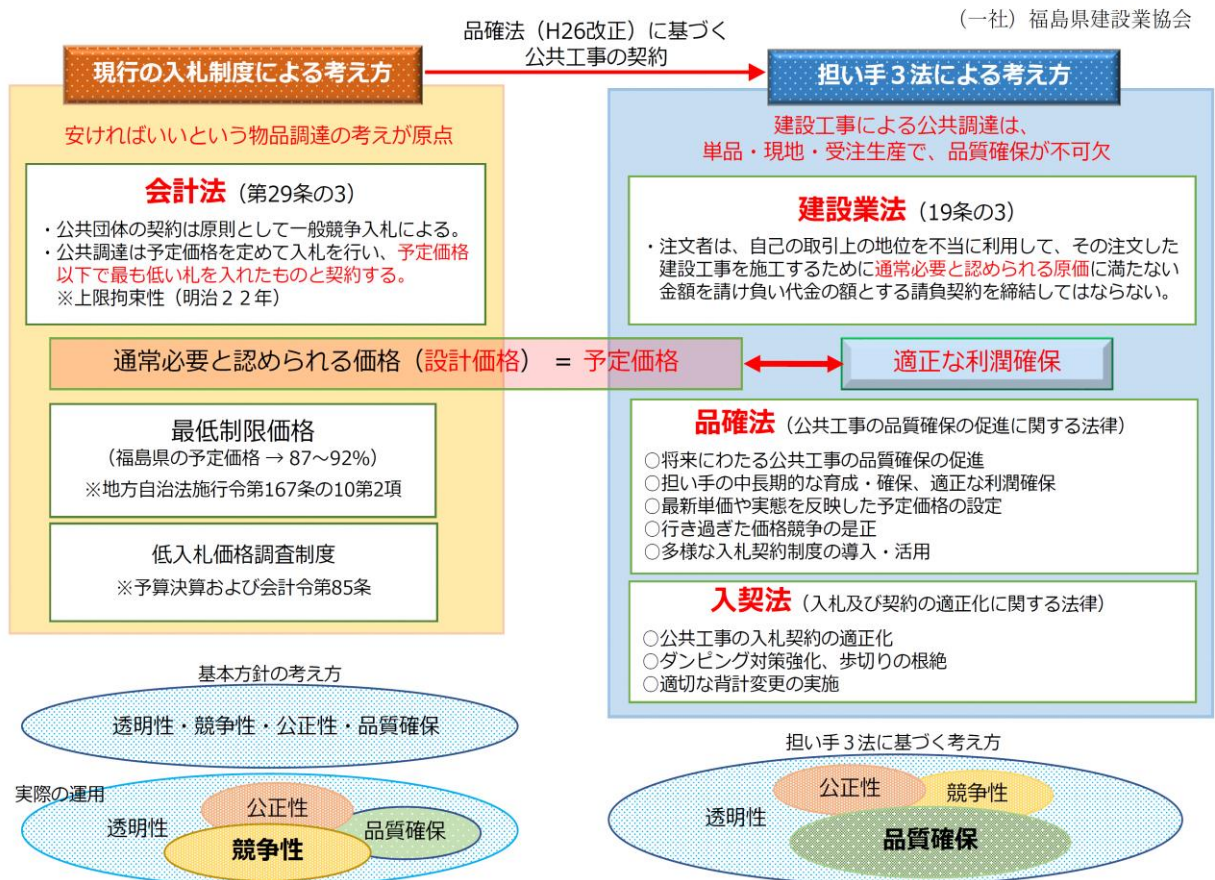 （一社）福島県建設業協会
品確法（H26改正）に基づく
公共工事の契約
現行の入札制度による考え方
担い手３法による考え方
安ければいいという物品調達の考えが原点
会計法（第29条の3）
・公共団体の契約は原則として一般競争入札による。
・公共調達は予定価格を定めて入札を行い、予定価格
以下で最も低い札を入れたものと契約する。
※上限拘束性（明治２２年）
建設工事による公共調達は、
単品・現地・受注生産で、品質確保が不可欠
建設業法（19条の3）
・注文者は、自己の取引上の地位を不当に利用して、その注文した
建設工事を施工するために通常必要と認められる原価に満たない
金額を請け負い代金の額とする請負契約を締結してはならない。
通常必要と認められる価格（設計価格） = 予定価格
適正な利潤確保
最低制限価格
（福島県の予定価格 → 87～92%）
※地方自治法施行令第167条の10第2項
低入札価格調査制度
※予算決算および会計令第85条
品確法（公共工事の品質確保の促進に関する法律）
○将来にわたる公共工事の品質確保の促進
○担い手の中長期的な育成・確保、適正な利潤確保
○最新単価や実態を反映した予定価格の設定
○行き過ぎた価格競争の是正
○多様な入札契約制度の導入・活用
入契法（入札及び契約の適正化に関する法律）
○公共工事の入札契約の適正化
○ダンピング対策強化、歩切りの根絶
○適切な背計変更の実施
基本方針の考え方
透明性・競争性・公正性・品質確保
実際の運用
透明性
公正性
品質確保
競争性
担い手３法に基づく考え方
透明性
公正性
競争性
品質確保